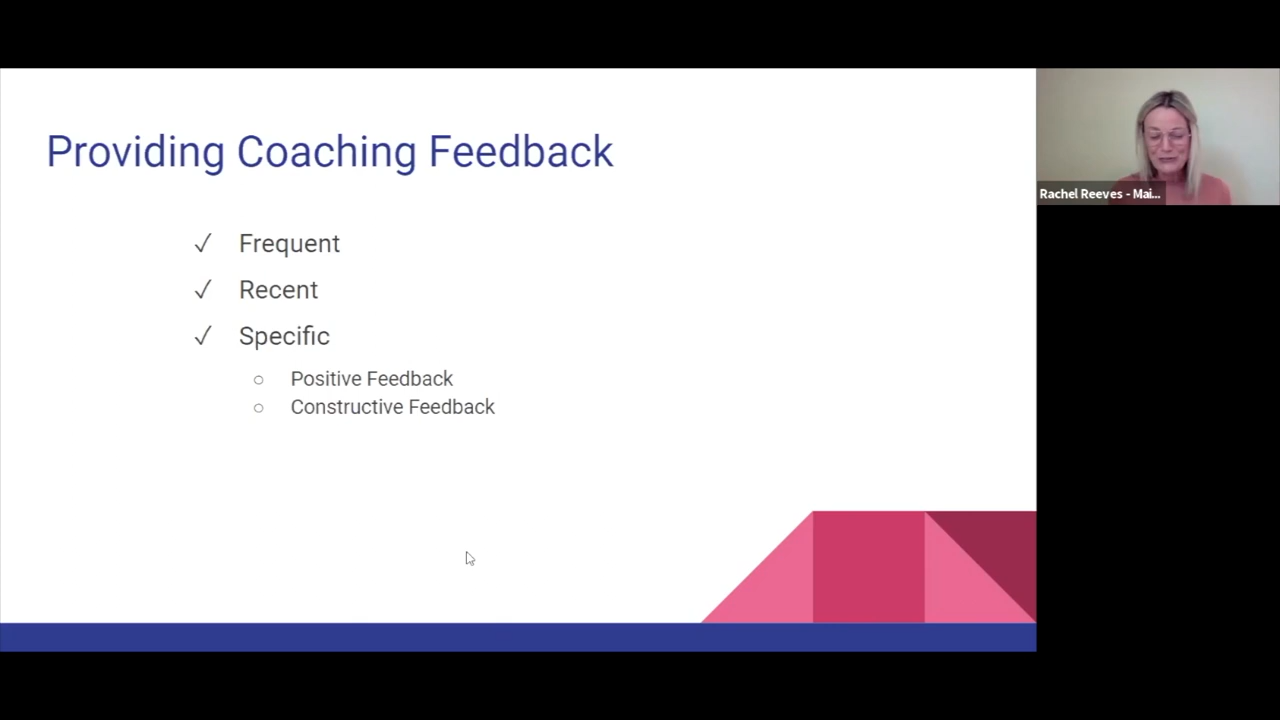 Providing Coaching Feedback
✓ Frequent
✓ Recent
✓ Specific
○ Positive Feedback
○ Constructive Feedback
Rachel Reeves - Mai...